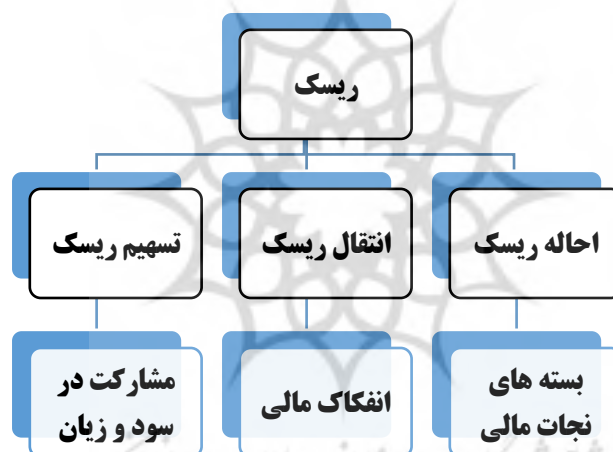 ریسک
احاله ریسک
انتقال ریسک
تسهیم ریسک
بسته های
نجات مالی
انفکاک مالی
مشارکت در
سود و زیان